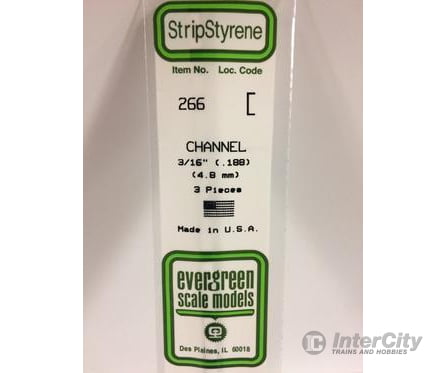 StripStyrene
Item No. Loc. Code
266 [
CHANNEL
3/16" (.188)
(4.8 mm)
3 Pieces
Made in U.S.A.
evergreen
scale models
Des Plaines, IL 60018
IC InterCity
TRAINS AND HOBBIES